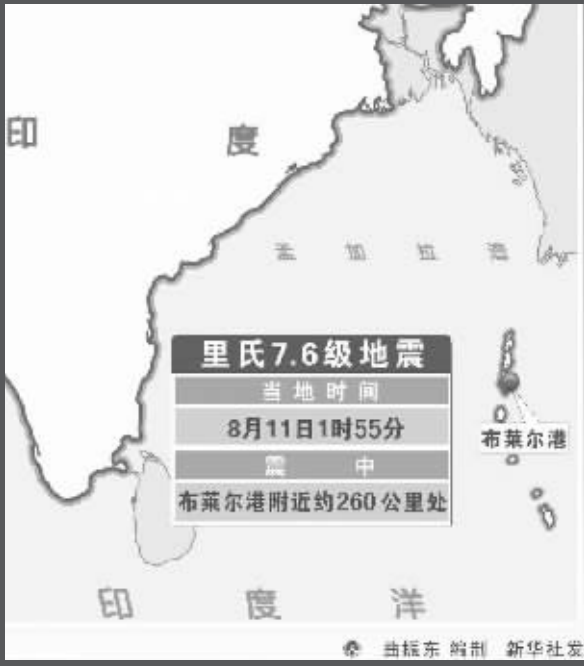 印 度
孟 加 拉 湾
里氏7.6级地震
当地时间
8月11日1时55分
震 中
布莱尔港附近约260公里处
布莱尔港
印 度 洋
曲振东 编制 新华社发